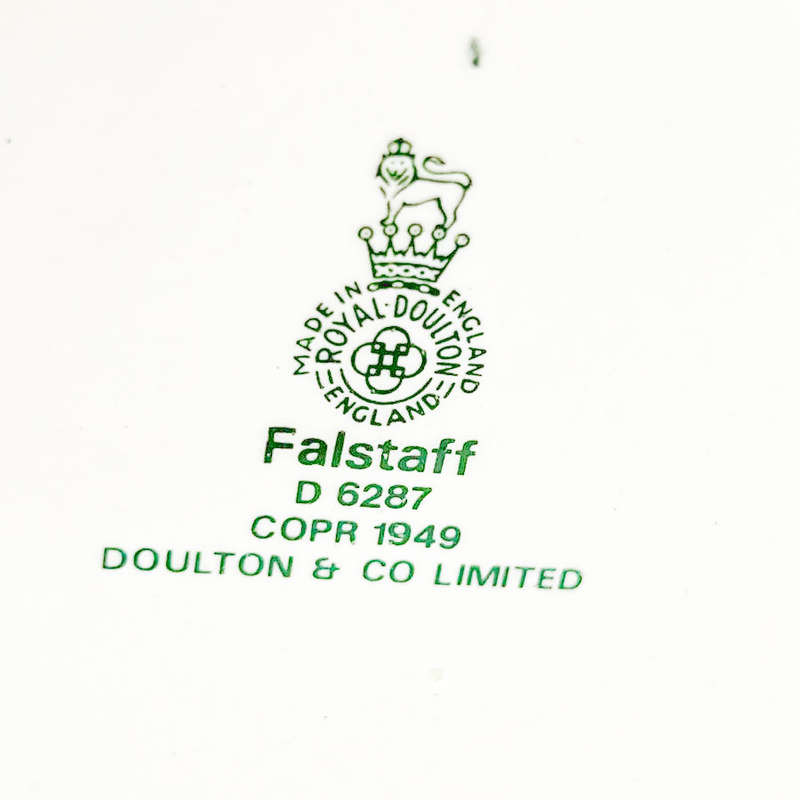 MADE IN ENGLAND
ROYAL·DOULTON
ENGLAND
Falstaff
D 6287
COPR 1949
DOULTON & CO LIMITED